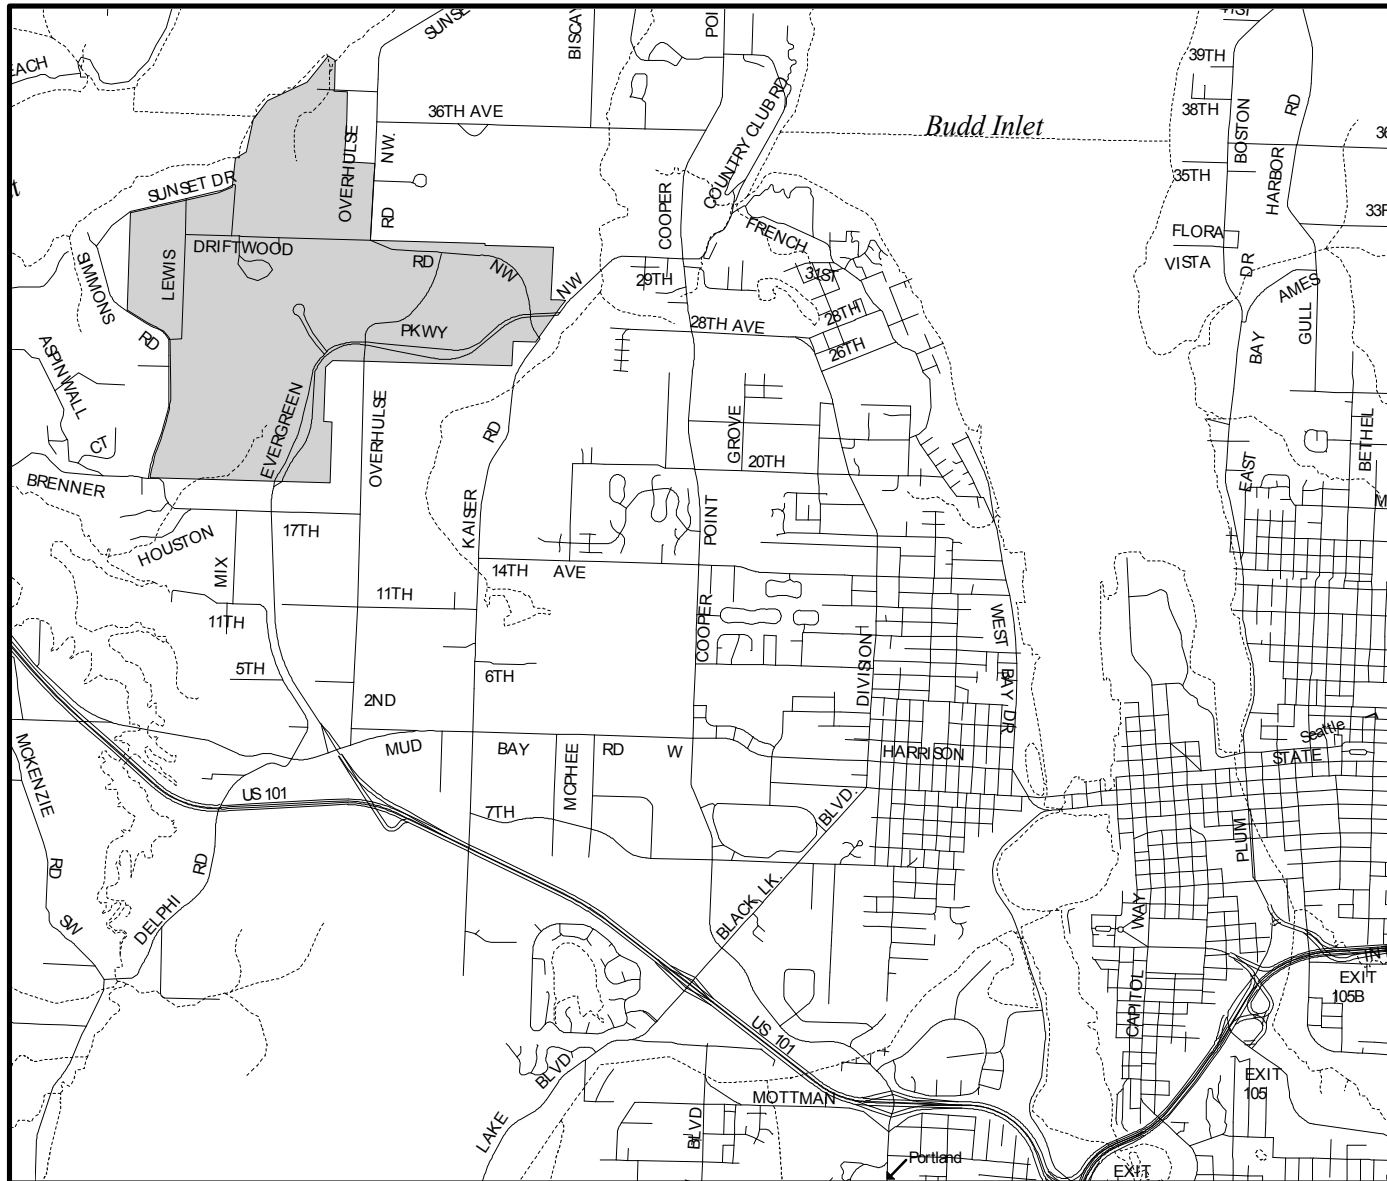 SUNSE
BISCAY
POI
41ST
39TH
EACH
38TH
BOSTON
HARBOR
RD
36TH AVE
COUNTRY CLUB RD
Budd Inlet
36
OVERHULSE
RD
NW.
SUNSET DR
35TH
33R
COOPER
FRENCH
FLORA
VISTA
DR
LEWIS
DRIFTWOOD
RD
NW
NW
29TH
31ST
AMES
SIMMONS
RD
28TH
28TH AVE
26TH
PKWY
BAY
GULL
ASPINWALL
CT
EVERGREEN
OVERHULSE
RD
GROVE
20TH
EAST
BETHEL
BRENNER
KAISER
POINT
M
HOUSTON
17TH
MIX
14TH AVE
11TH
11TH
COOPER
WEST
BAY DR
5TH
2ND
6TH
DIVISION
MUD
BAY
RD
W
MCPHEE
HARRISON
Seattle
STATE
MCKENZIE
RD
SW
US 101
7TH
BLVD.
PLUM
DELPHI
RD
BLACK LK.
CAPITOL
WAY
IN
EXIT
105B
US 101
BLVD
LAKE
MOTTMAN
BLVD
EXIT
105
Portland
EXIT